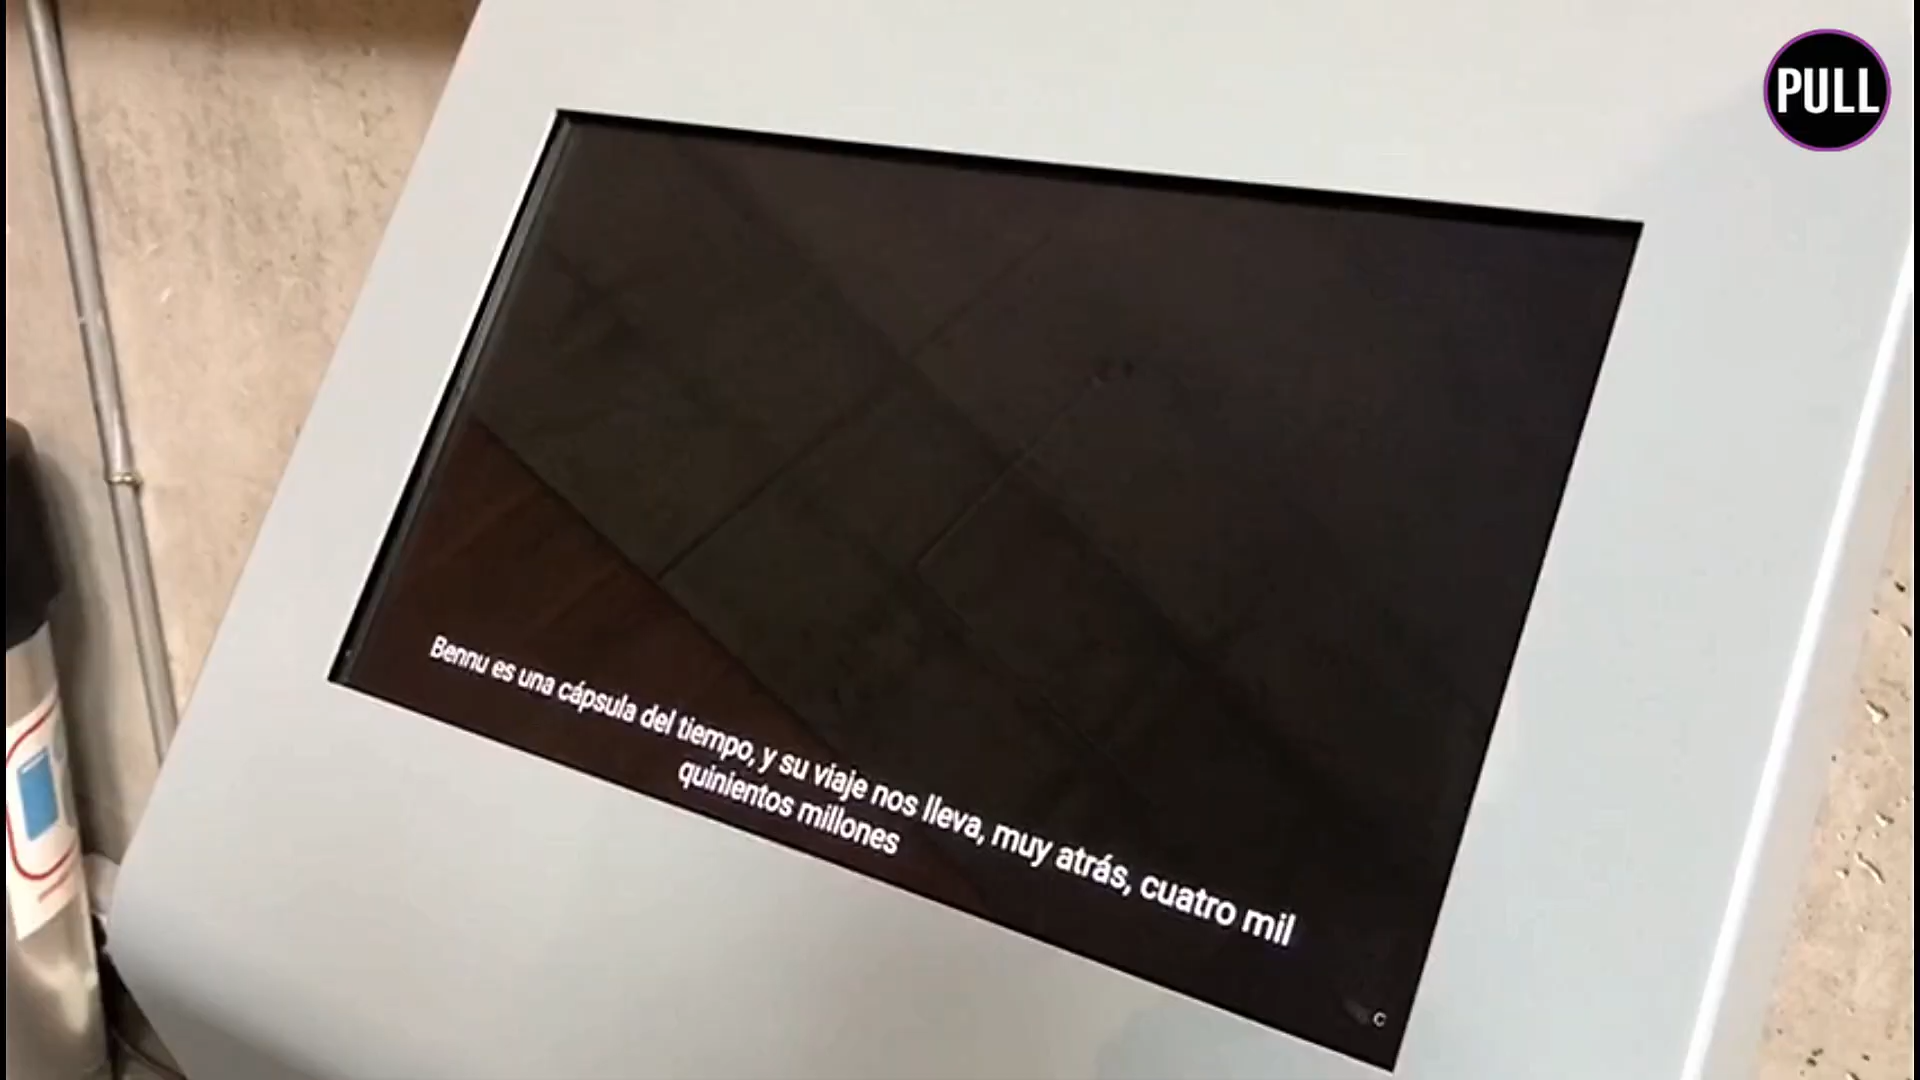 PULL
Bennu es una cápsula del tiempo, y su viaje nos lleva, muy atrás, cuatro mil
quinientos millones
C